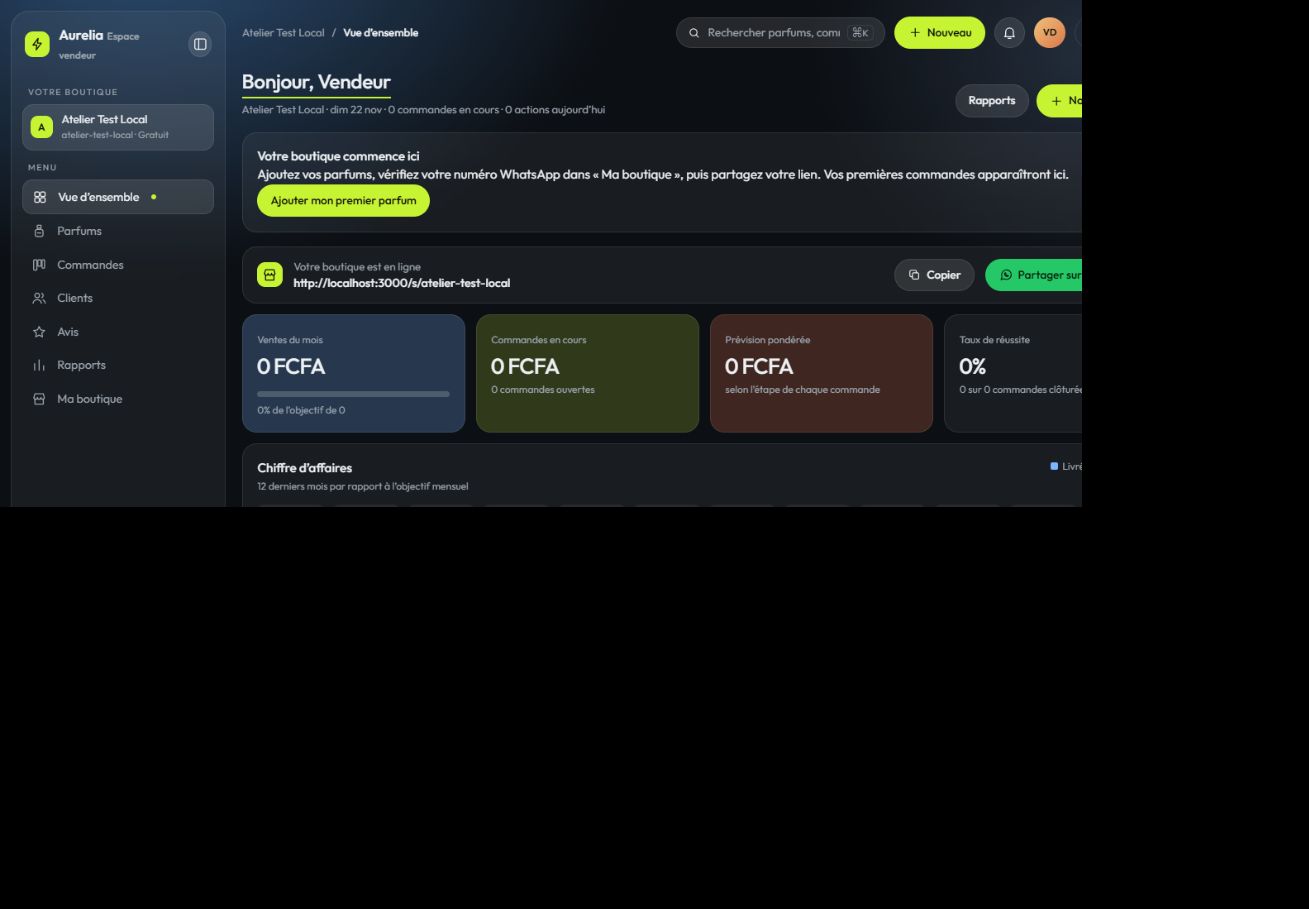 Aurelia Espace
vendeur
VOTRE BOUTIQUE
A
Atelier Test Local
atelier-test-local · Gratuit
MENU
Vue d'ensemble
Parfums
Commandes
Clients
Avis
Rapports
Ma boutique
Atelier Test Local / Vue d'ensemble
Rechercher parfums, com
⌘K
+ Nouveau
VD
Bonjour, Vendeur
Atelier Test Local · dim 22 nov · 0 commandes en cours · 0 actions aujourd'hui
Rapports
+ No
Votre boutique commence ici
Ajoutez vos parfums, vérifiez votre numéro WhatsApp dans « Ma boutique », puis partagez votre lien. Vos premières commandes apparaîtront ici.
Ajouter mon premier parfum
Votre boutique est en ligne
http://localhost:3000/s/atelier-test-local
Copier
Partager sur
Ventes du mois
0 FCFA
0% de l'objectif de 0
Commandes en cours
0 FCFA
0 commandes ouvertes
Prévision pondérée
0 FCFA
selon l'étape de chaque commande
Taux de réussite
0%
0 sur 0 commandes clôturée
Chiffre d'affaires
12 derniers mois par rapport à l'objectif mensuel
Livré